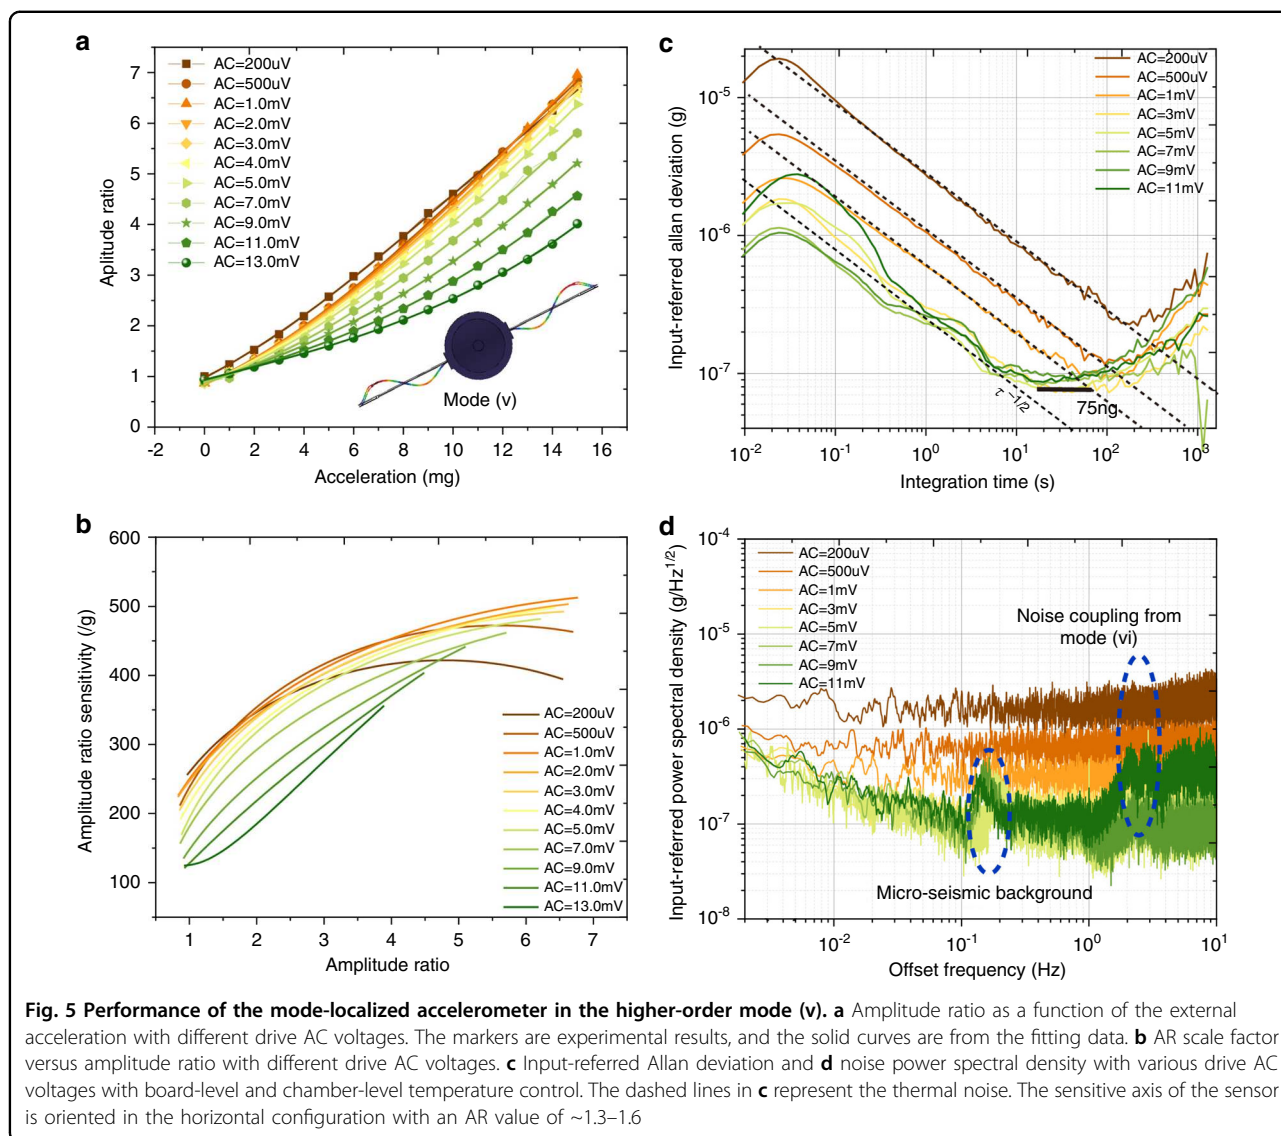 a
Aplitude ratio
7
6
5
4
3
2
1
0
AC=200uV
AC=500uV
AC=1.0mV
AC=2.0mV
AC=3.0mV
AC=4.0mV
AC=5.0mV
AC=7.0mV
AC=9.0mV
AC=11.0mV
AC=13.0mV
Mode (v)
-2 0 2 4 6 8 10 12 14 16
Acceleration (mg)
c
Input-referred allan deviation (g)
10⁻⁵
10⁻⁶
10⁻⁷
AC=200uV
AC=500uV
AC=1mV
AC=3mV
AC=5mV
AC=7mV
AC=9mV
AC=11mV
τ⁻¹/²
75ng
10⁻² 10⁻¹ 10⁰ 10¹ 10² 10³
Integration time (s)
b
Amplitude ratio sensitivity (/g)
600
500
400
300
200
100
AC=200uV
AC=500uV
AC=1.0mV
AC=2.0mV
AC=3.0mV
AC=4.0mV
AC=5.0mV
AC=7.0mV
AC=9.0mV
AC=11.0mV
AC=13.0mV
1 2 3 4 5 6 7
Amplitude ratio
d
Input-referred power spectral density (g/Hz¹/²)
10⁻⁴
10⁻⁵
10⁻⁶
10⁻⁷
10⁻⁸
AC=200uV
AC=500uV
AC=1mV
AC=3mV
AC=5mV
AC=7mV
AC=9mV
AC=11mV
Noise coupling from
mode (vi)
Micro-seismic background
10⁻² 10⁻¹ 10⁰ 10¹
Offset frequency (Hz)
Fig. 5 Performance of the mode-localized accelerometer in the higher-order mode (v). a Amplitude ratio as a function of the external
acceleration with different drive AC voltages. The markers are experimental results, and the solid curves are from the fitting data. b AR scale factor
versus amplitude ratio with different drive AC voltages. c Input-referred Allan deviation and d noise power spectral density with various drive AC
voltages with board-level and chamber-level temperature control. The dashed lines in c represent the thermal noise. The sensitive axis of the sensor
is oriented in the horizontal configuration with an AR value of ~1.3–1.6